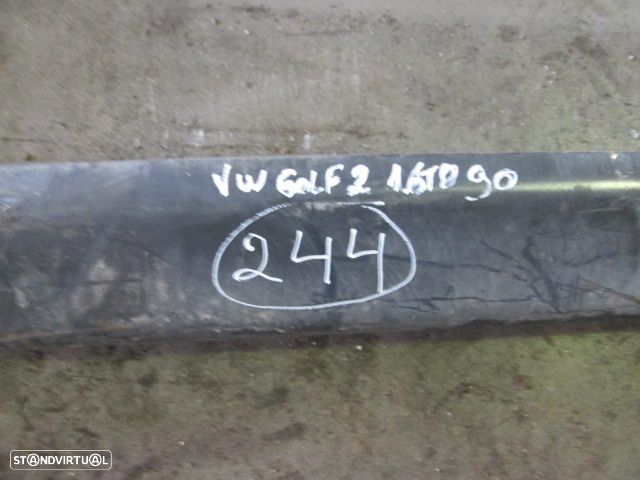 VW GOLF 2 1.6TD 90
244
STANDVIRTUAL